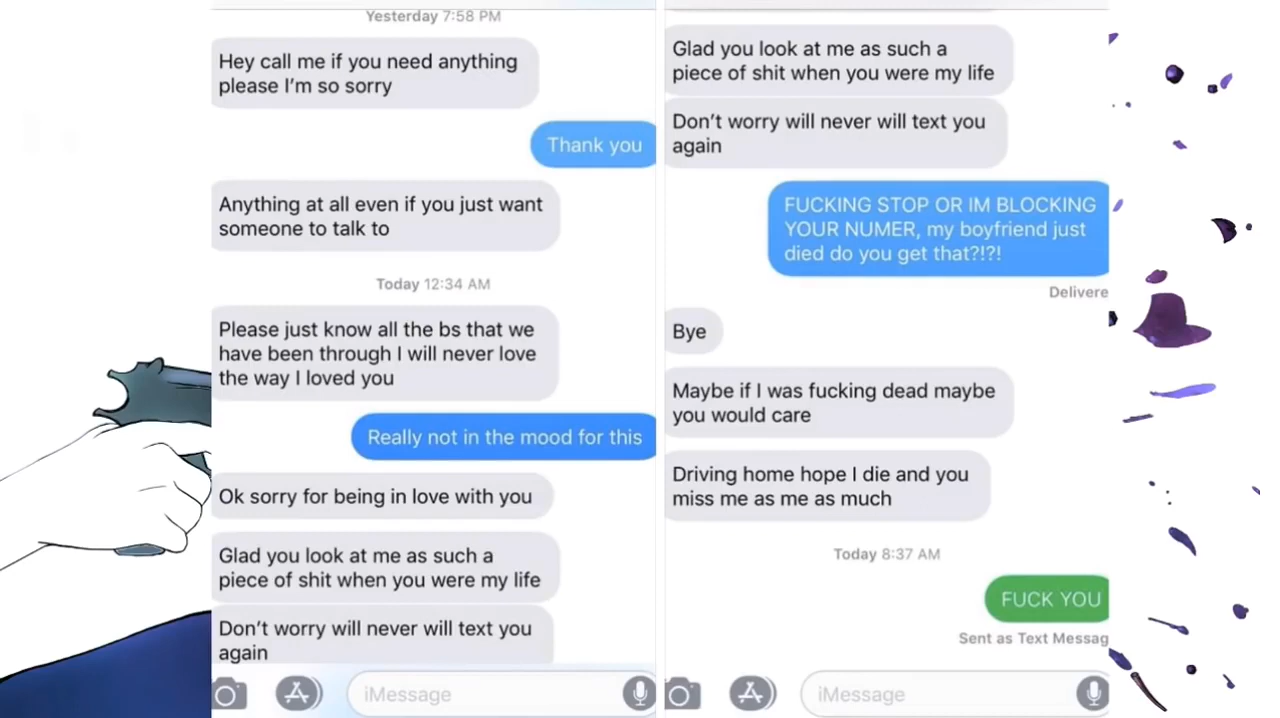 Yesterday 7:58 PM
Hey call me if you need anything
please I'm so sorry
Thank you
Anything at all even if you just want
someone to talk to
Today 12:34 AM
Please just know all the bs that we
have been through I will never love
the way I loved you
Really not in the mood for this
Ok sorry for being in love with you
Glad you look at me as such a
piece of shit when you were my life
Don't worry will never will text you
again
iMessage
Glad you look at me as such a
piece of shit when you were my life
Don't worry will never will text you
again
FUCKING STOP OR IM BLOCKING
YOUR NUMER, my boyfriend just
died do you get that?!?!
Delivere
Bye
Maybe if I was fucking dead maybe
you would care
Driving home hope I die and you
miss me as me as much
Today 8:37 AM
FUCK YOU
Sent as Text Messag
iMessage